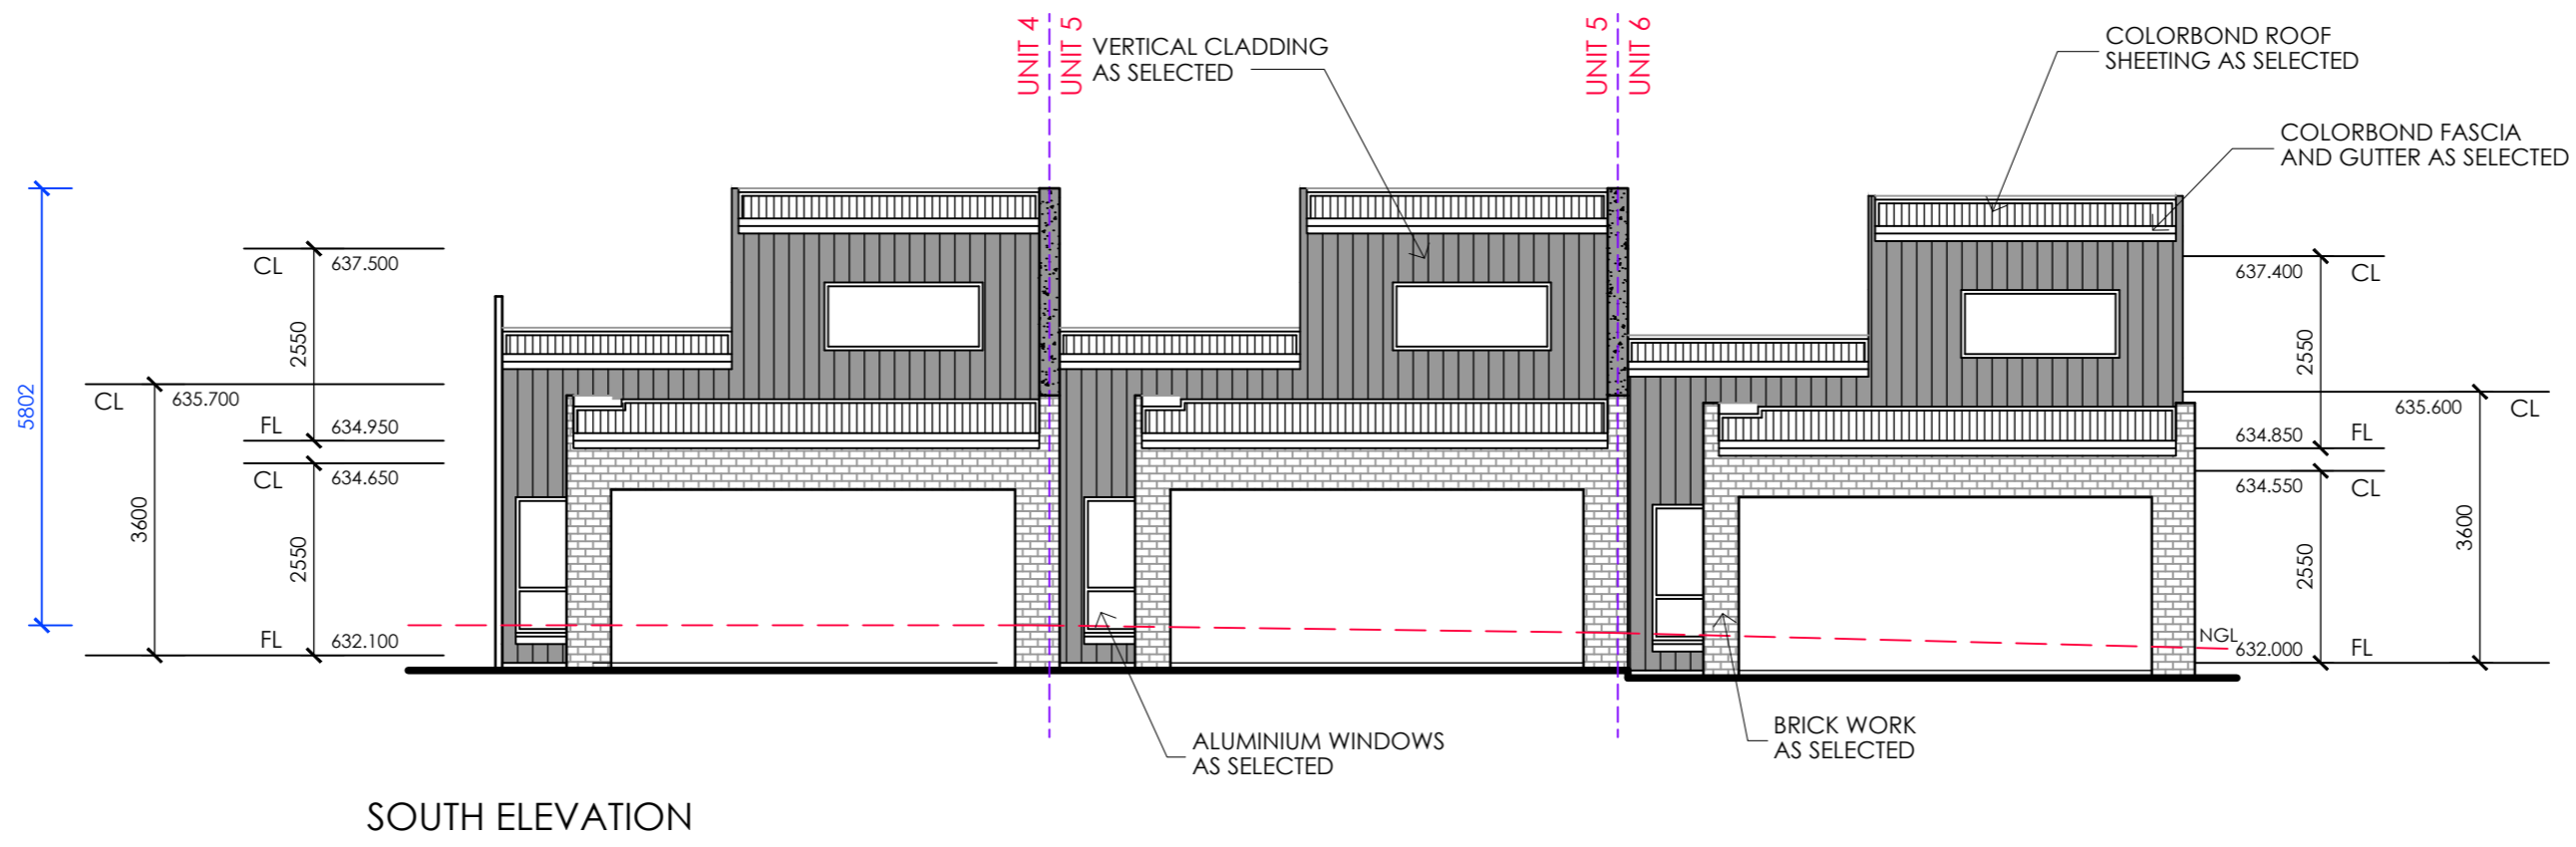 UNIT 4
UNIT 5
VERTICAL CLADDING
AS SELECTED
UNIT 5
UNIT 6
COLORBOND ROOF
SHEETING AS SELECTED
COLORBOND FASCIA
AND GUTTER AS SELECTED
5802
CL 637.500
2550
CL 635.700
FL 634.950
CL 634.650
3600
2550
FL 632.100
637.400 CL
2550
635.600 CL
634.850 FL
634.550 CL
2550
3600
NGL
632.000 FL
ALUMINIUM WINDOWS
AS SELECTED
BRICK WORK
AS SELECTED
SOUTH ELEVATION